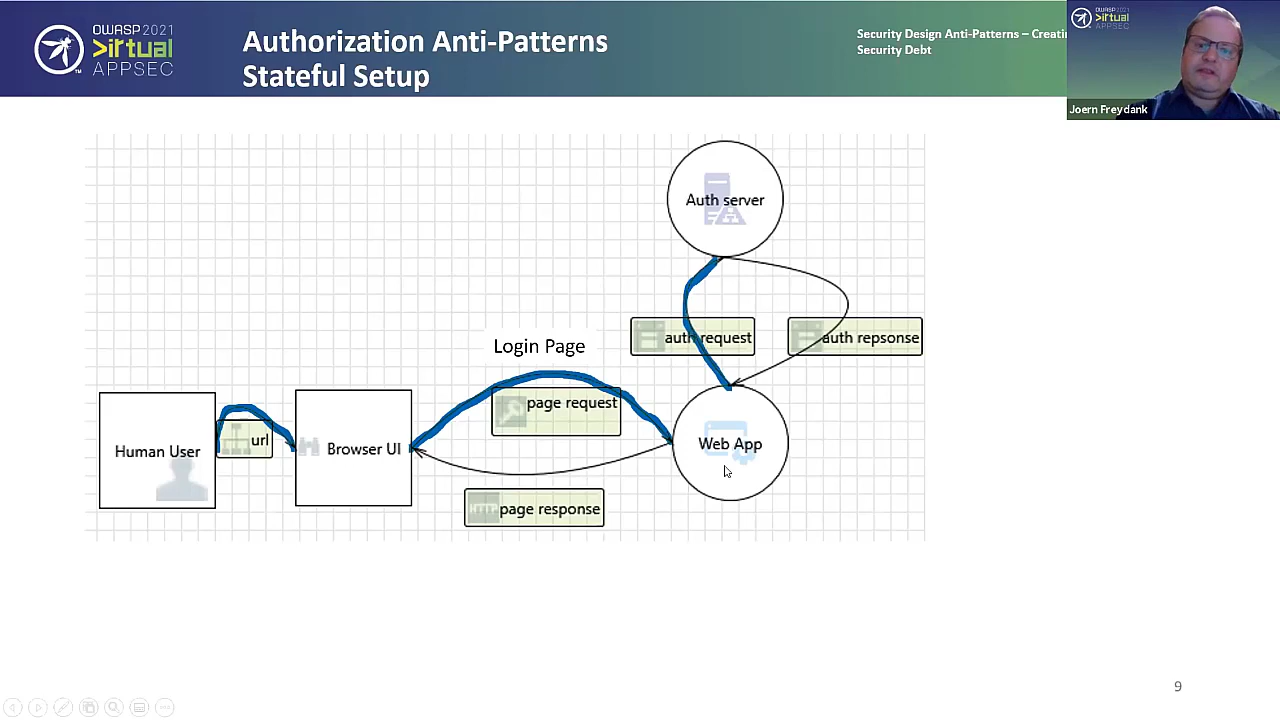 OWASP 2021
Virtual
APPSEC
Authorization Anti-Patterns
Stateful Setup
Security Design Anti-Patterns – Creati
Security Debt
OWASP 2021
Virtual
APPSEC
Joern Freydank
Auth server
auth request
auth repsonse
Login Page
page request
Human User
url
Browser UI
Web App
HTTP
page response
9